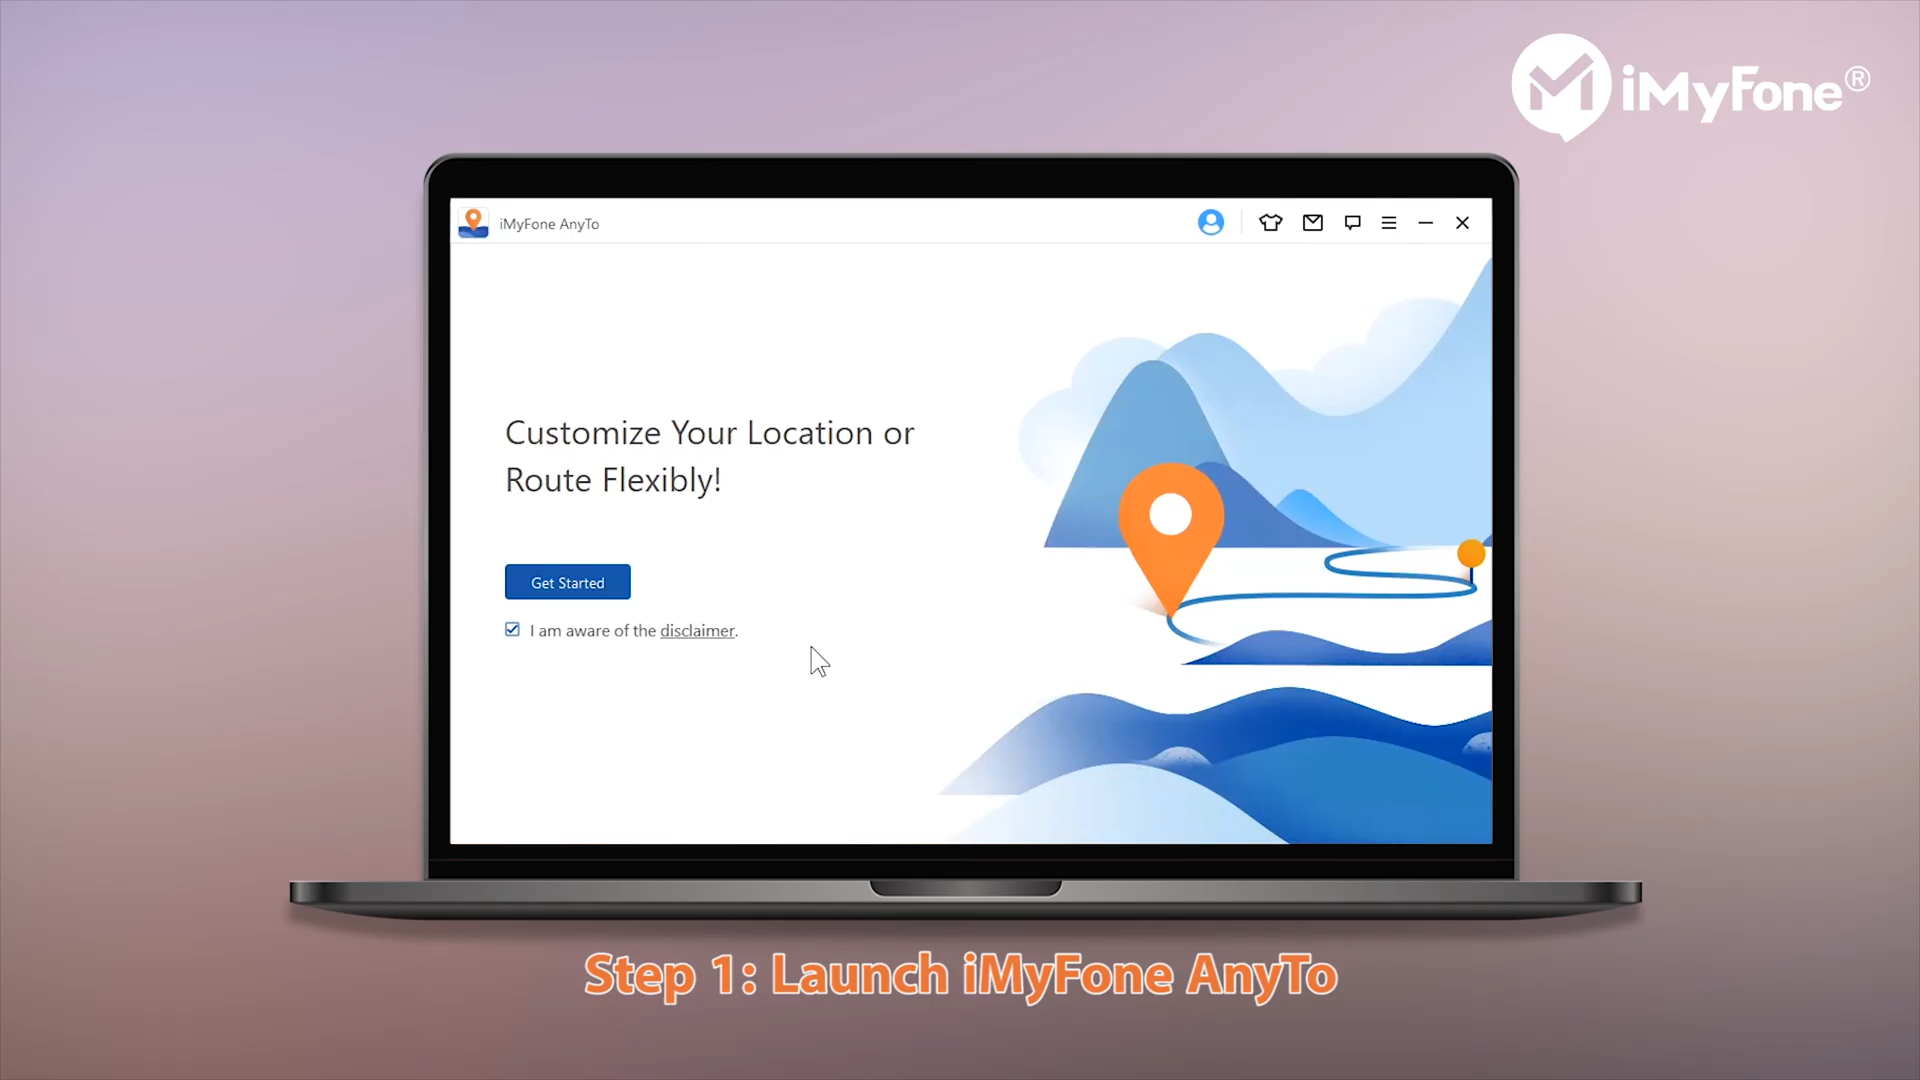 iMyFone®
iMyFone AnyTo
Customize Your Location or
Route Flexibly!
Get Started
I am aware of the disclaimer.
Step 1: Launch iMyFone AnyTo